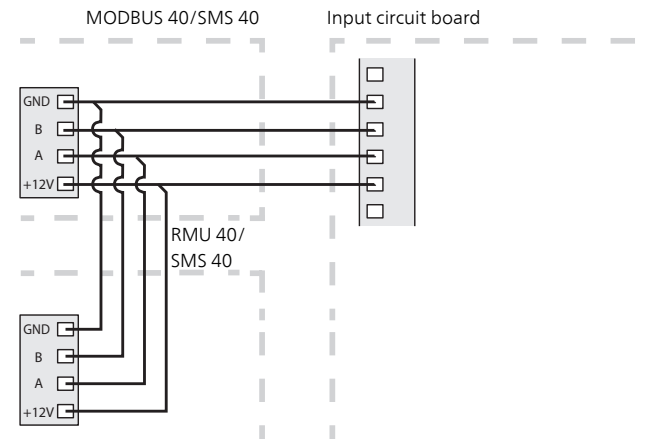 MODBUS 40/SMS 40
Input circuit board
GND
B
A
+12V
RMU 40/
SMS 40
GND
B
A
+12V